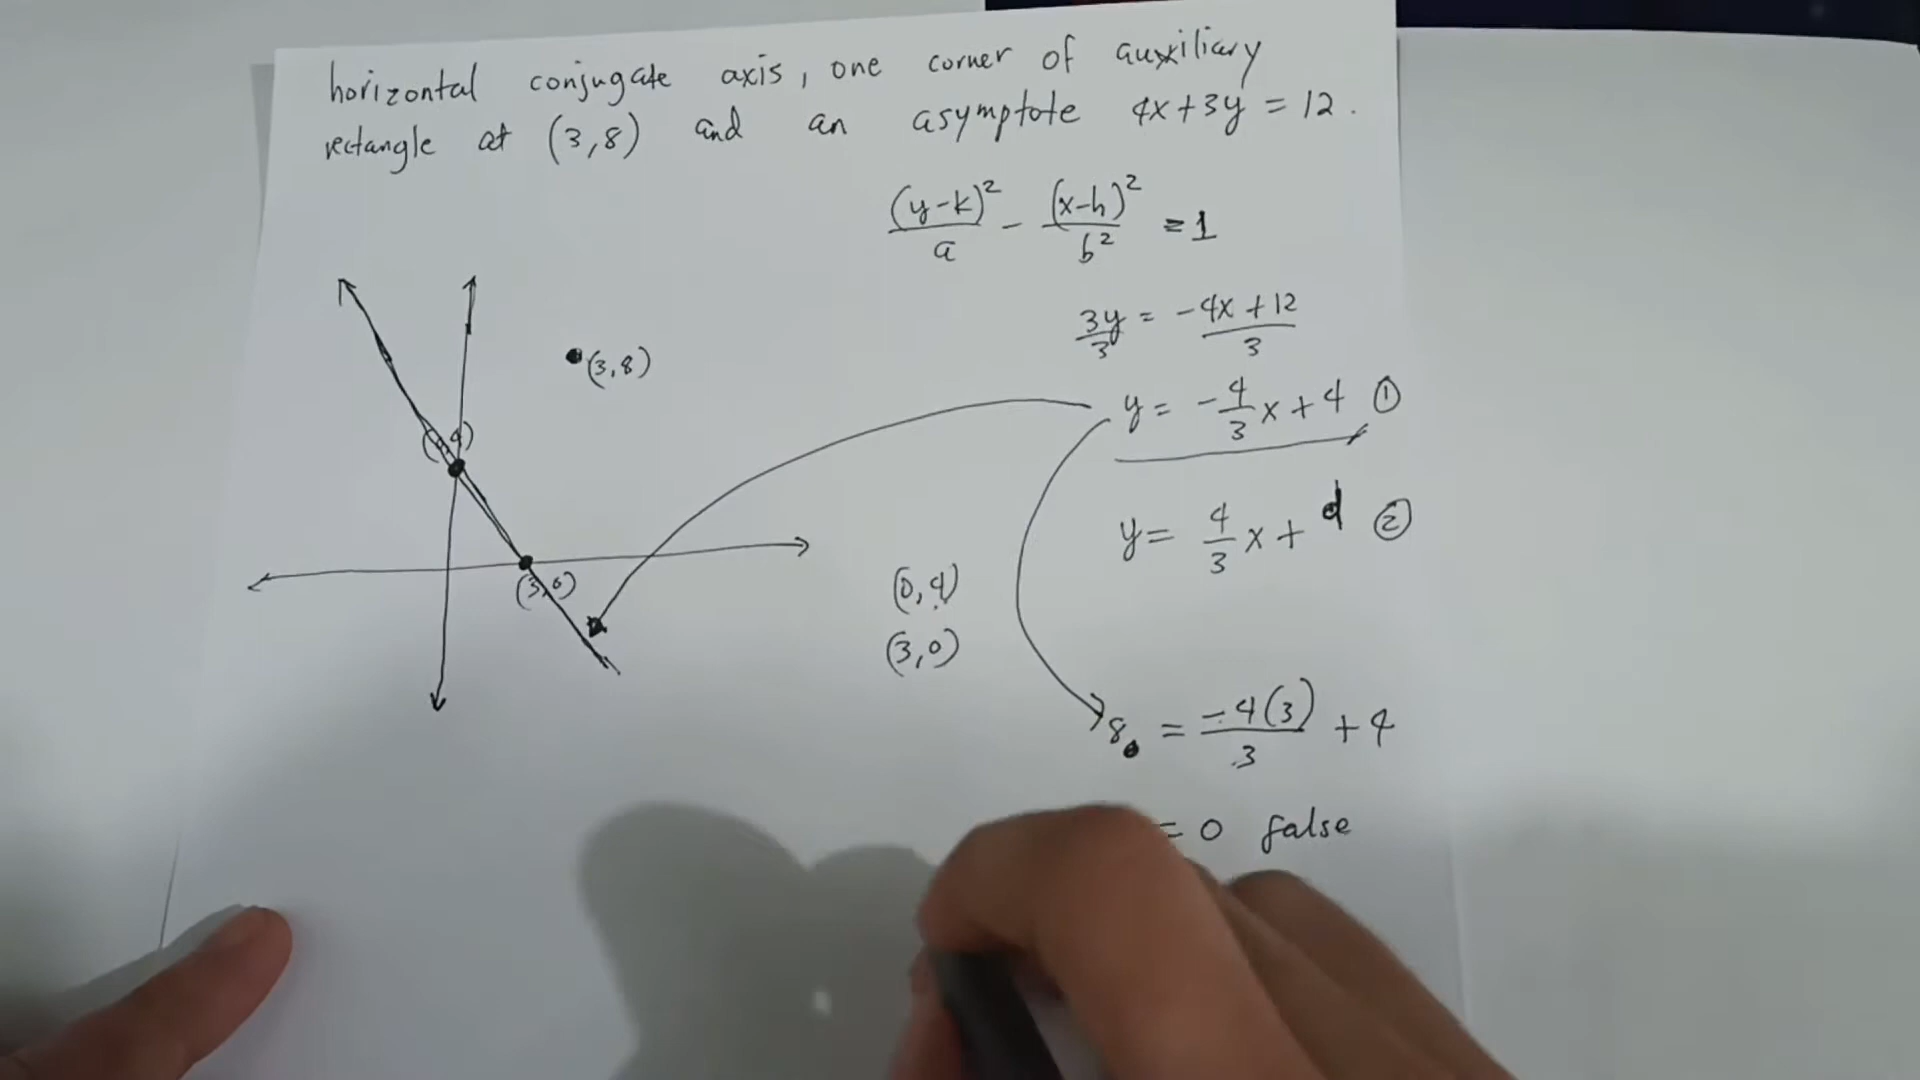 horizontal conjugate axis, one corner of auxiliary
rectangle at (3,8) and an asymptote 4x+3y = 12.
(y-k)²/a - (x-h)²/b² = 1
3y/3 = -4x+12/3
y = -4/3 x + 4 ①
y = 4/3 x + d ②
(3,8)
(3,0)
(0,4)
(3,0)
8 = -4(3)/3 + 4
= 0 false